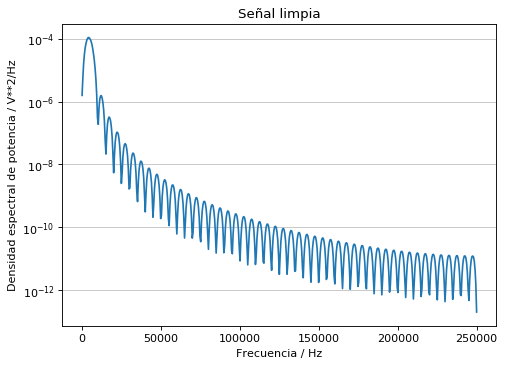 Señal limpia
Densidad espectral de potencia / V**2/Hz
10⁻⁴
10⁻⁶
10⁻⁸
10⁻¹⁰
10⁻¹²
0 50000 100000 150000 200000 250000
Frecuencia / Hz